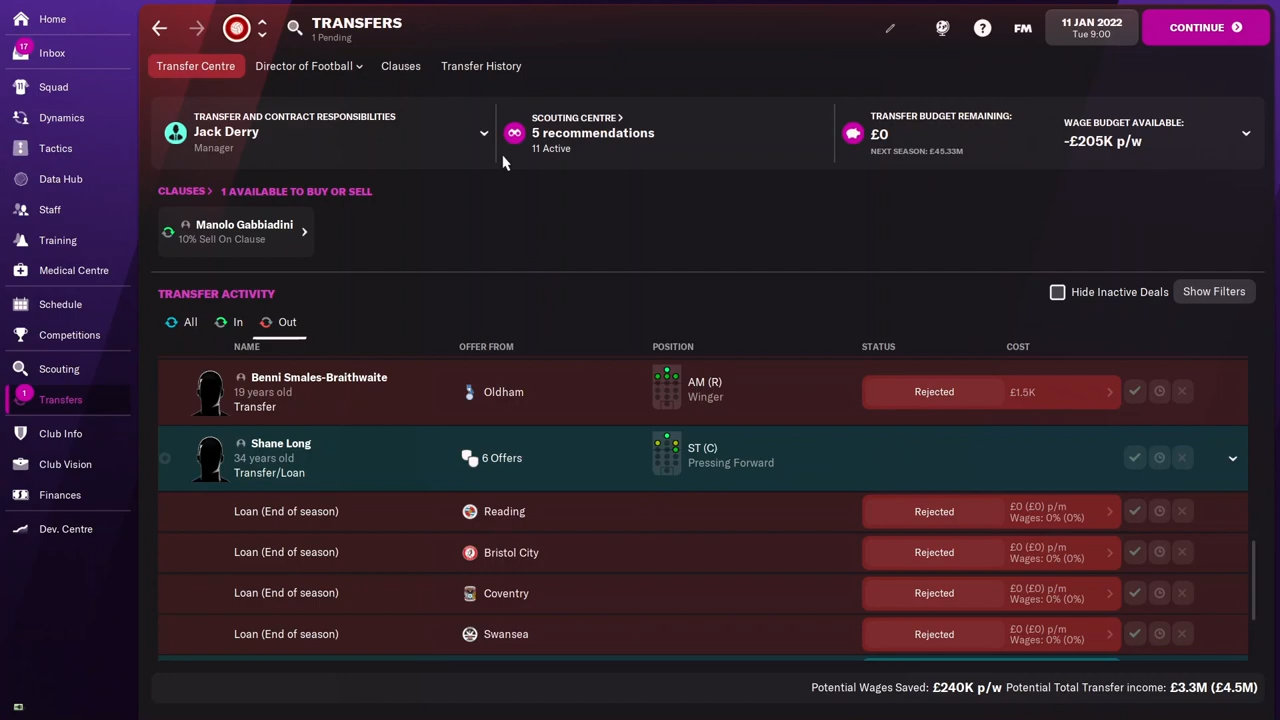 Home
17
Inbox
Squad
Dynamics
Tactics
Data Hub
Staff
Training
Medical Centre
Schedule
Competitions
Scouting
1
Transfers
Club Info
Club Vision
Finances
Dev. Centre
TRANSFERS
1 Pending
?
FM
11 JAN 2022
Tue 9:00
CONTINUE
Transfer Centre
Director of Football
Clauses
Transfer History
TRANSFER AND CONTRACT RESPONSIBILITIES
Jack Derry
Manager
SCOUTING CENTRE >
5 recommendations
11 Active
TRANSFER BUDGET REMAINING:
£0
NEXT SEASON: £45.33M
WAGE BUDGET AVAILABLE:
-£205K p/w
CLAUSES > 1 AVAILABLE TO BUY OR SELL
Manolo Gabbiadini
10% Sell On Clause
TRANSFER ACTIVITY
Hide Inactive Deals
Show Filters
All In Out
NAME OFFER FROM POSITION STATUS COST
Benni Smales-Braithwaite
19 years old
Transfer
Oldham
AM (R)
Winger
Rejected
£1.5K
Shane Long
34 years old
Transfer/Loan
6 Offers
ST (C)
Pressing Forward
Loan (End of season) Reading Rejected £0 (£0) p/m
Wages: 0% (0%)
Loan (End of season) Bristol City Rejected £0 (£0) p/m
Wages: 0% (0%)
Loan (End of season) Coventry Rejected £0 (£0) p/m
Wages: 0% (0%)
Loan (End of season) Swansea Rejected £0 (£0) p/m
Wages: 0% (0%)
Potential Wages Saved: £240K p/w Potential Total Transfer income: £3.3M (£4.5M)